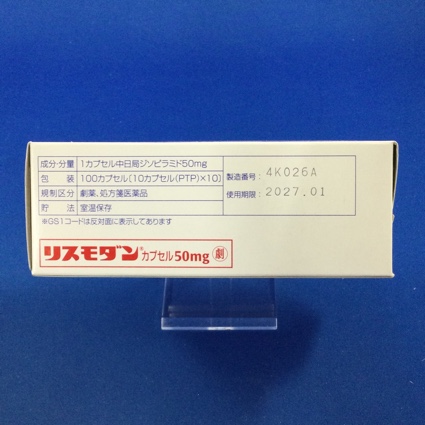 成分・分量 1カプセル中日局ジソピラミド50mg
包装 100カプセル[10カプセル(PTP)×10]
規制区分 劇薬、処方箋医薬品
貯法 室温保存
製造番号: 4K026A
使用期限: 2027.01
※GS1コードは反対面に表示してあります
リスモダン®カプセル50mg 劇